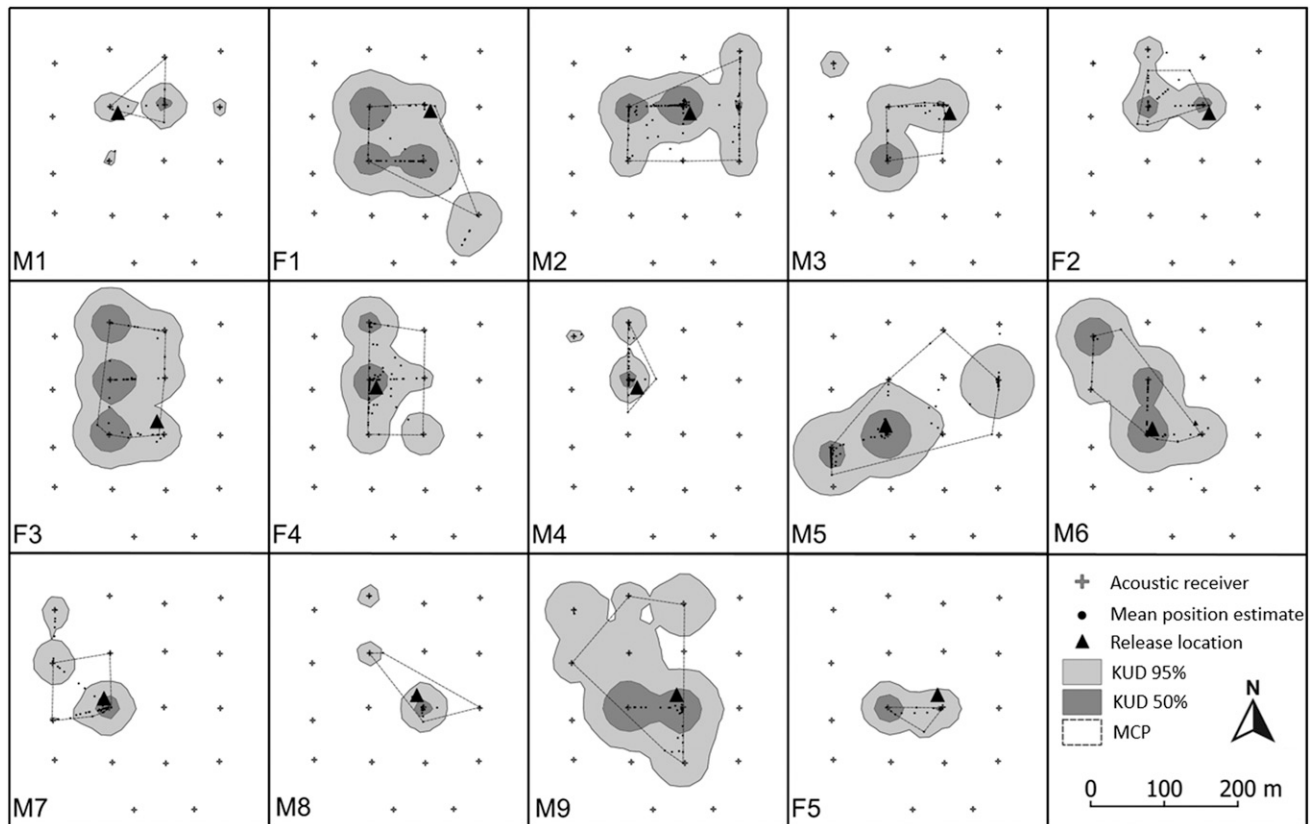 M1 F1 M2 M3 F2
F3 F4 M4 M5 M6
M7 M8 M9 F5
Acoustic receiver
Mean position estimate
Release location
KUD 95%
KUD 50%
MCP
N
0 100 200 m